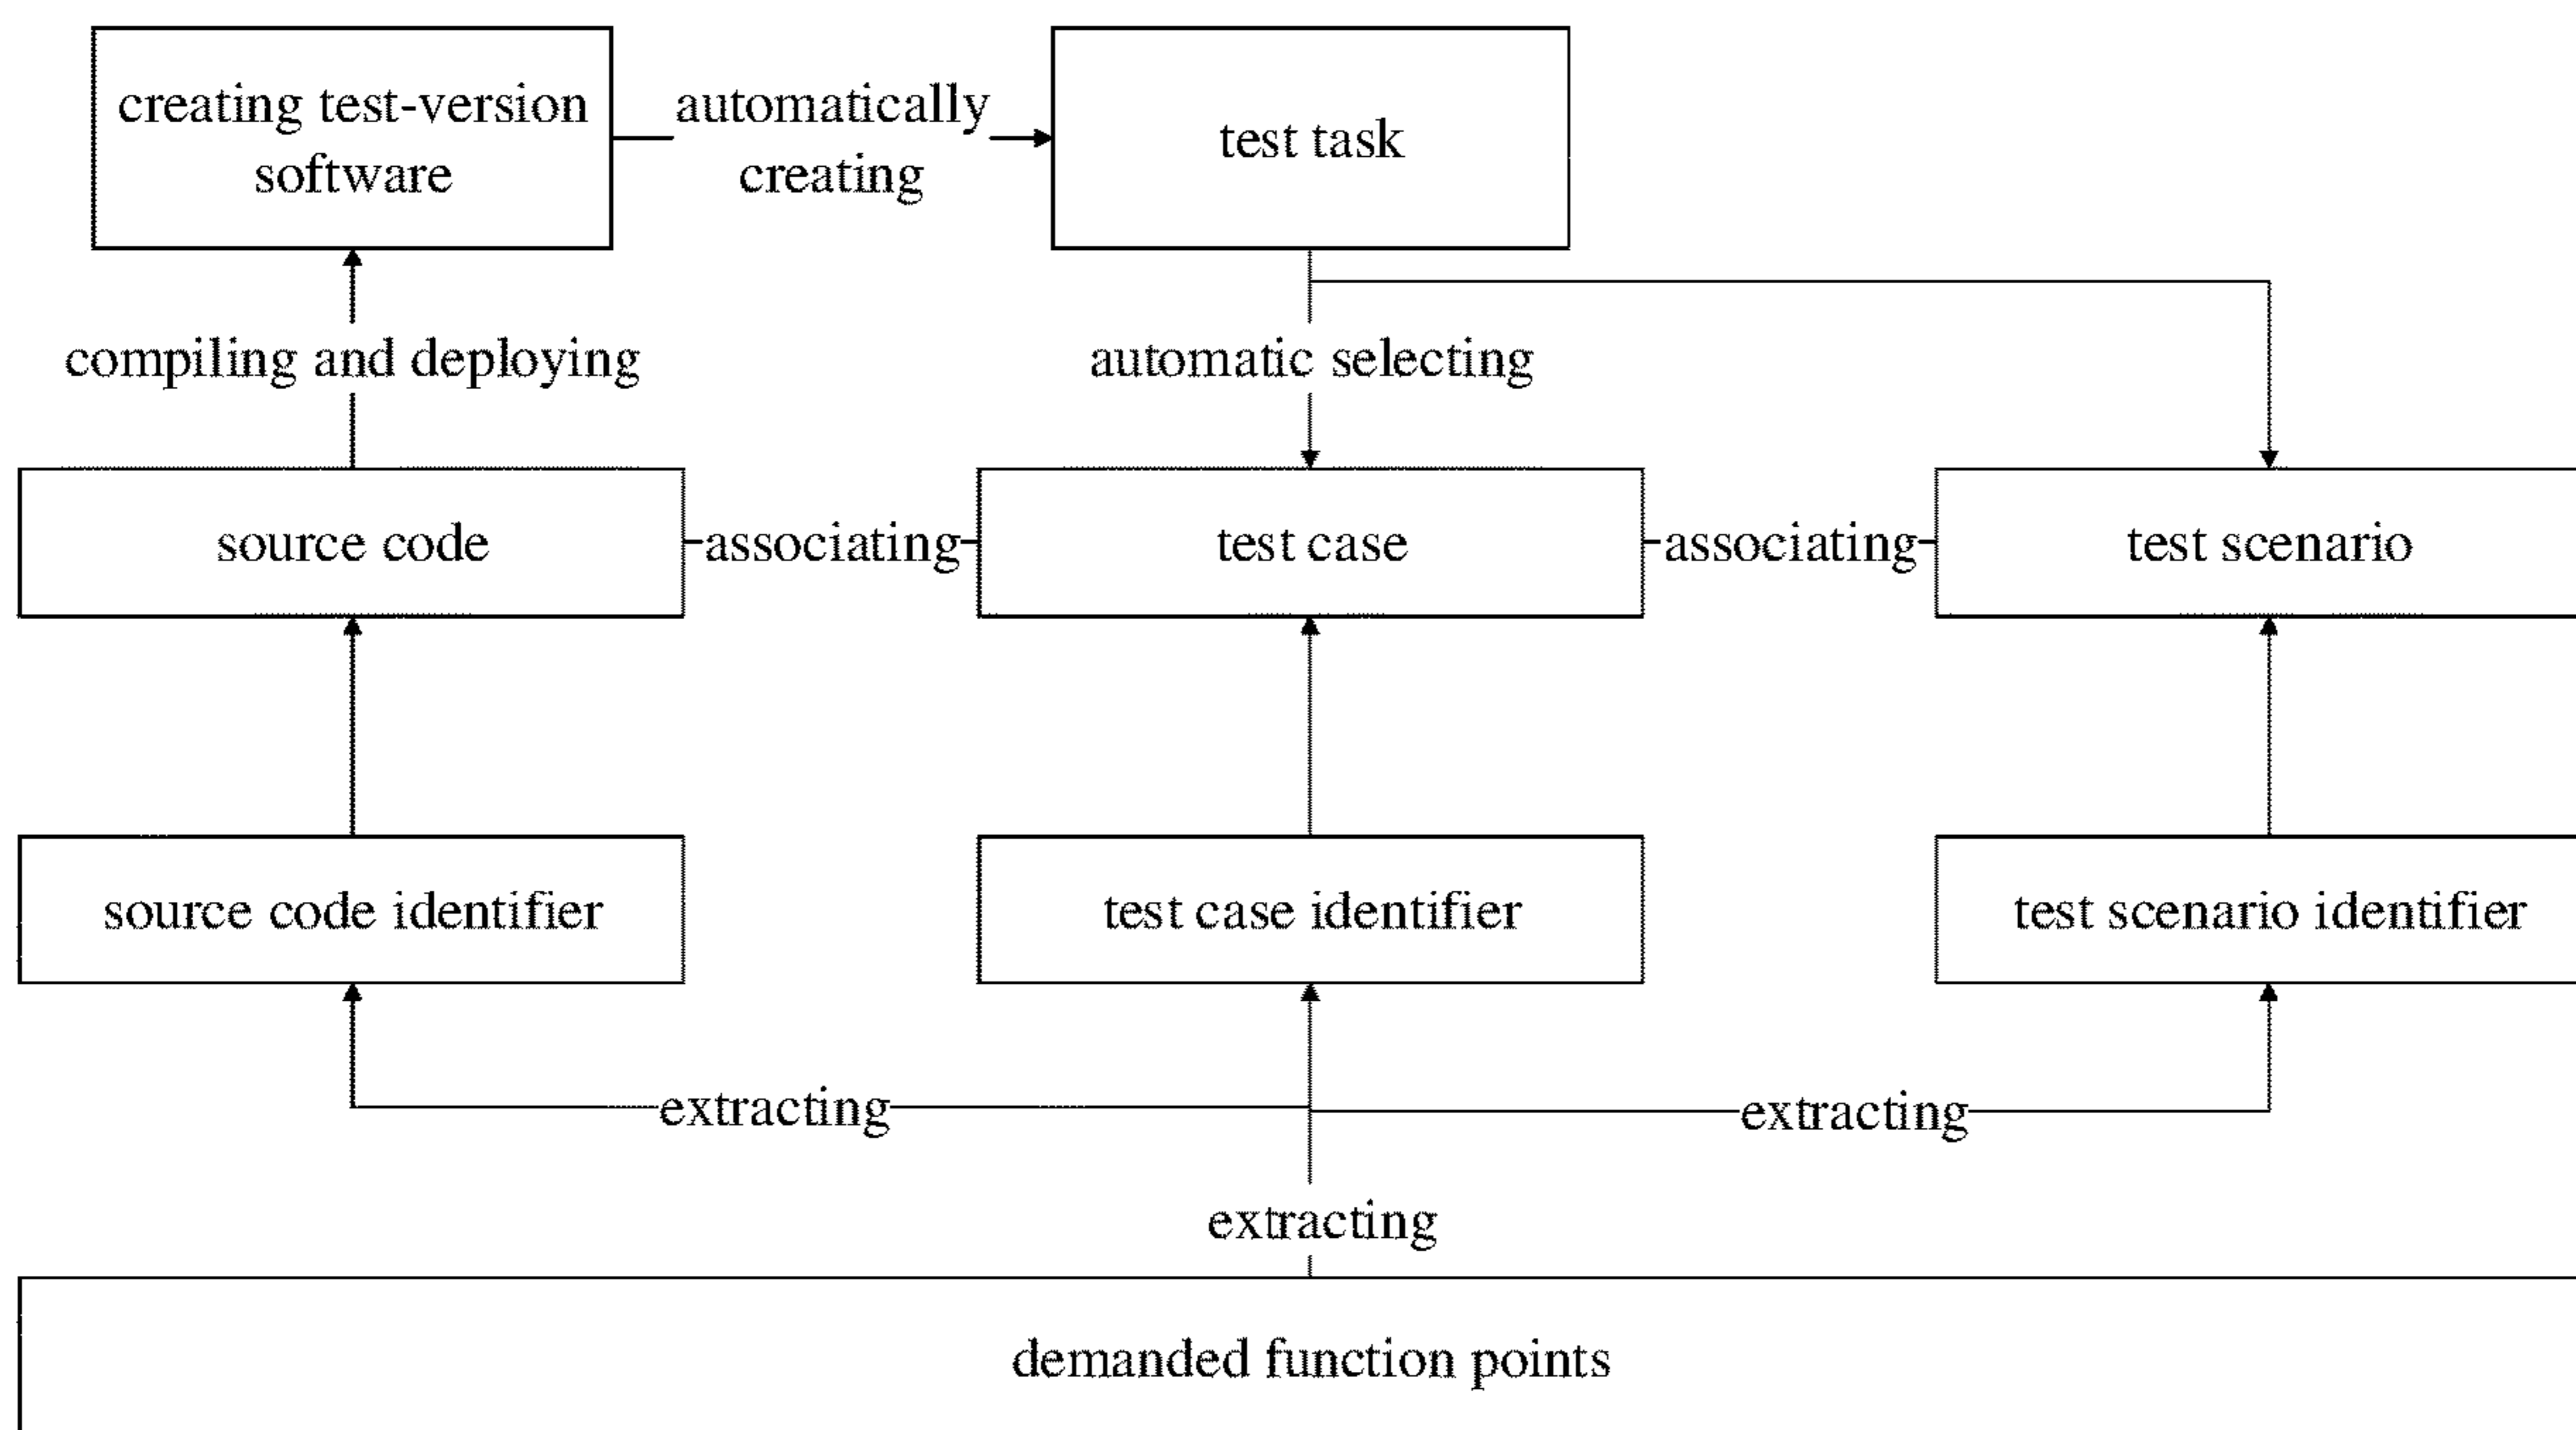 creating test-version
software
automatically
creating
test task
compiling and deploying
automatic selecting
source code
associating
test case
associating
test scenario
source code identifier
test case identifier
test scenario identifier
extracting
extracting
extracting
demanded function points